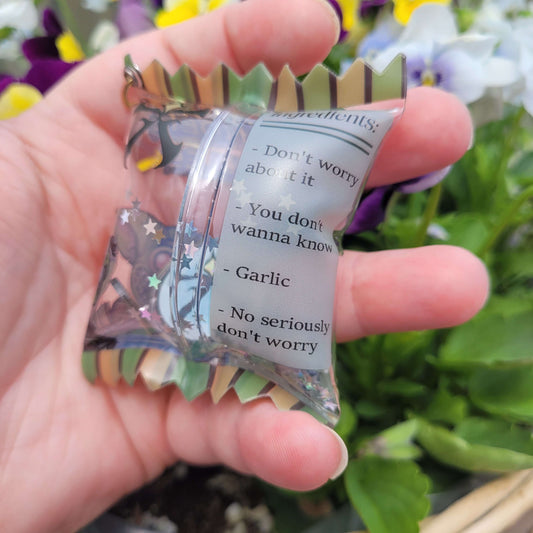 Ingredients:
- Don't worry
about it
- You don't
wanna know
- Garlic
- No seriously
don't worry